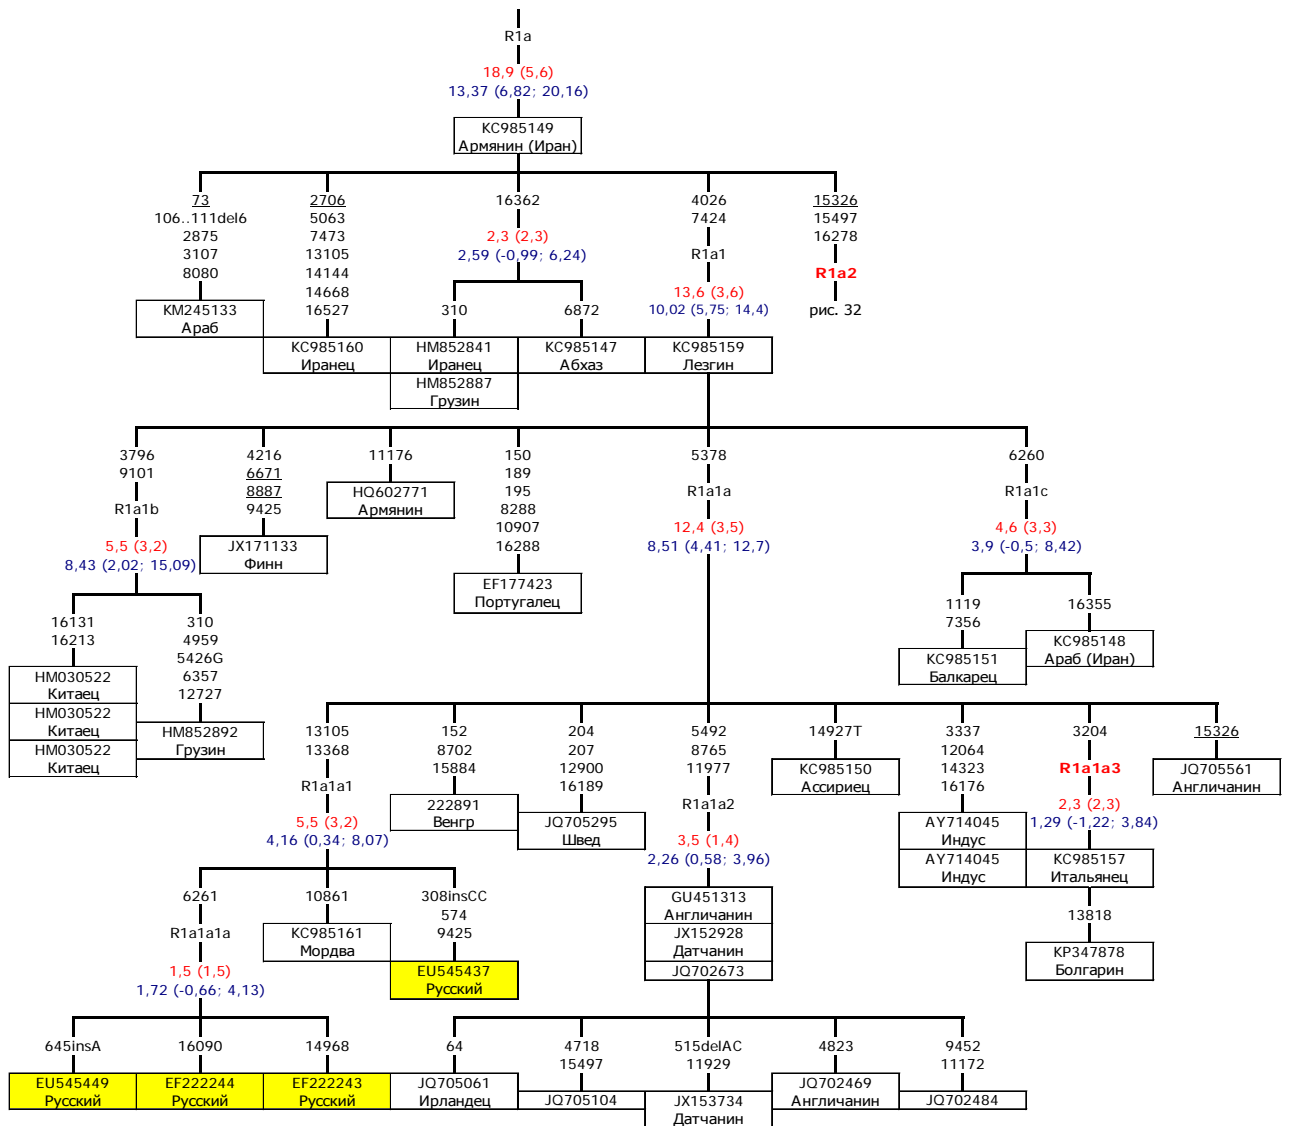 R1a
18,9 (5,6)
13,37 (6,82; 20,16)
KC985149
Армянин (Иран)
73
106..111del6
2875
3107
8080
KM245133
Араб
2706
5063
7473
13105
14144
14668
16527
KC985160
Иранец
16362
2,3 (2,3)
2,59 (-0,99; 6,24)
310
HM852841
Иранец
HM852887
Грузин
6872
KC985147
Абхаз
4026
7424
R1a1
13,6 (3,6)
10,02 (5,75; 14,4)
KC985159
Лезгин
15326
15497
16278
R1a2
рис. 32
3796
9101
R1a1b
5,5 (3,2)
8,43 (2,02; 15,09)
16131
16213
HM030522
Китаец
HM030522
Китаец
HM030522
Китаец
310
4959
5426G
6357
12727
HM852892
Грузин
4216
6671
8887
9425
JX171133
Финн
11176
HQ602771
Армянин
150
189
195
8288
10907
16288
EF177423
Португалец
5378
R1a1a
12,4 (3,5)
8,51 (4,41; 12,7)
6260
R1a1c
4,6 (3,3)
3,9 (-0,5; 8,42)
1119
7356
KC985151
Балкарец
16355
KC985148
Араб (Иран)
13105
13368
R1a1a1
5,5 (3,2)
4,16 (0,34; 8,07)
152
8702
15884
222891
Венгр
204
207
12900
16189
JQ705295
Швед
5492
8765
11977
R1a1a2
3,5 (1,4)
2,26 (0,58; 3,96)
GU451313
Англичанин
JX152928
Датчанин
JQ702673
14927T
KC985150
Ассириец
3337
12064
14323
16176
AY714045
Индус
AY714045
Индус
3204
R1a1a3
2,3 (2,3)
1,29 (-1,22; 3,84)
KC985157
Итальянец
13818
KP347878
Болгарин
15326
JQ705561
Англичанин
6261
R1a1a1a
1,5 (1,5)
1,72 (-0,66; 4,13)
10861
KC985161
Мордва
308insCC
574
9425
EU545437
Русский
645insA
EU545449
Русский
16090
EF222244
Русский
14968
EF222243
Русский
64
JQ705061
Ирландец
4718
15497
JQ705104
515delAC
11929
JX153734
Датчанин
4823
JQ702469
Англичанин
9452
11172
JQ702484